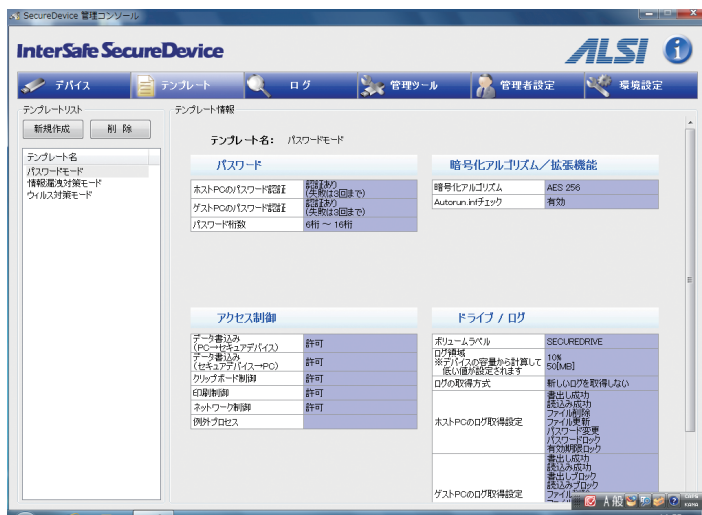 SecureDevice 管理コンソール
InterSafe SecureDevice
ALSI
デバイス
テンプレート
ログ
管理ツール
管理者設定
環境設定
テンプレートリスト
新規作成
削 除
テンプレート名
パスワードモード
情報漏洩対策モード
ウィルス対策モード
テンプレート情報
テンプレート名： パスワードモード
パスワード
ホストPCのパスワード認証
認証あり
(失敗は3回まで)
ゲストPCのパスワード認証
認証あり
(失敗は3回まで)
パスワード桁数
6桁 ～ 16桁
暗号化アルゴリズム／拡張機能
暗号化アルゴリズム
AES 256
Autorun.infチェック
有効
アクセス制御
データ書込み
(PC→セキュアデバイス)
許可
データ書込み
(セキュアデバイス→PC)
許可
クリップボード制御
許可
印刷制御
許可
ネットワーク制御
許可
例外プロセス
ドライブ / ログ
ボリュームラベル
SECUREDRIVE
ログ領域
※デバイスの容量から計算して
低い値が設定されます
10%
50[MB]
ログの取得方式
新しいログを取得しない
ホストPCのログ取得設定
書出し成功
読込み成功
ファイル削除
ファイル更新
パスワード変更
パスワードロック
有効期限ロック
ゲストPCのログ取得設定
書出し成功
読込み成功
書出しブロック
読込みブロック
A 般
CAPS
KANA